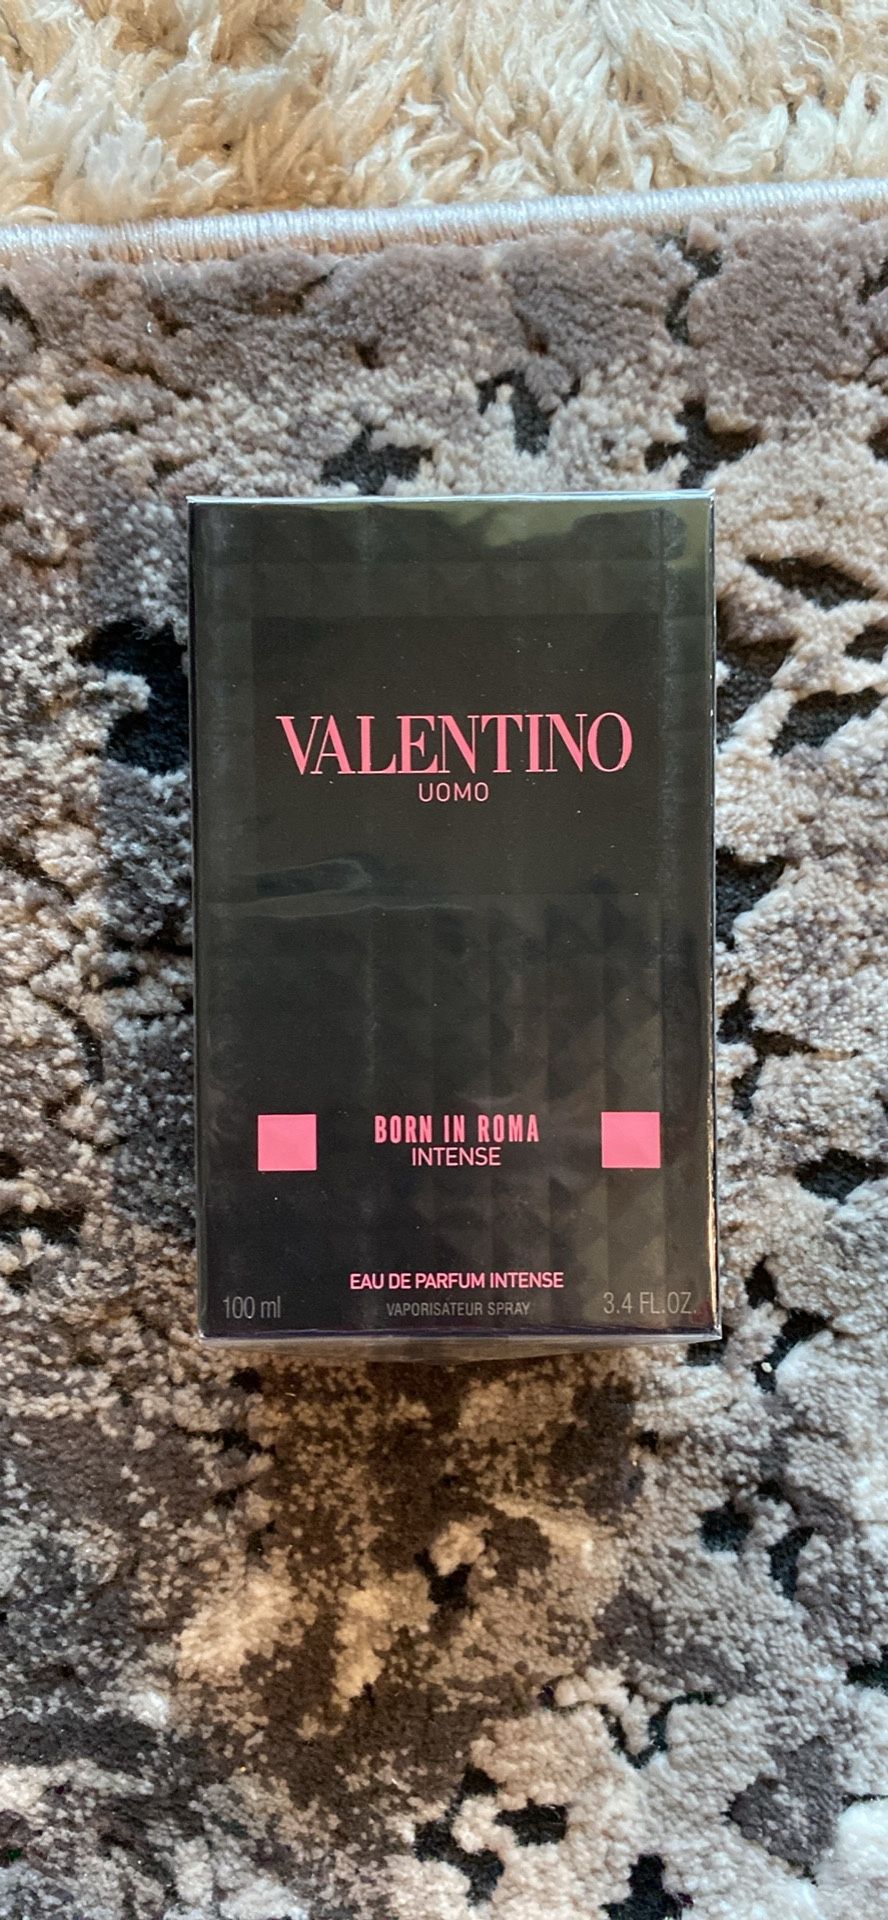 VALENTINO
UOMO
BORN IN ROMA
INTENSE
EAU DE PARFUM INTENSE
100 ml
VAPORISATEUR SPRAY
3.4 FL.OZ.